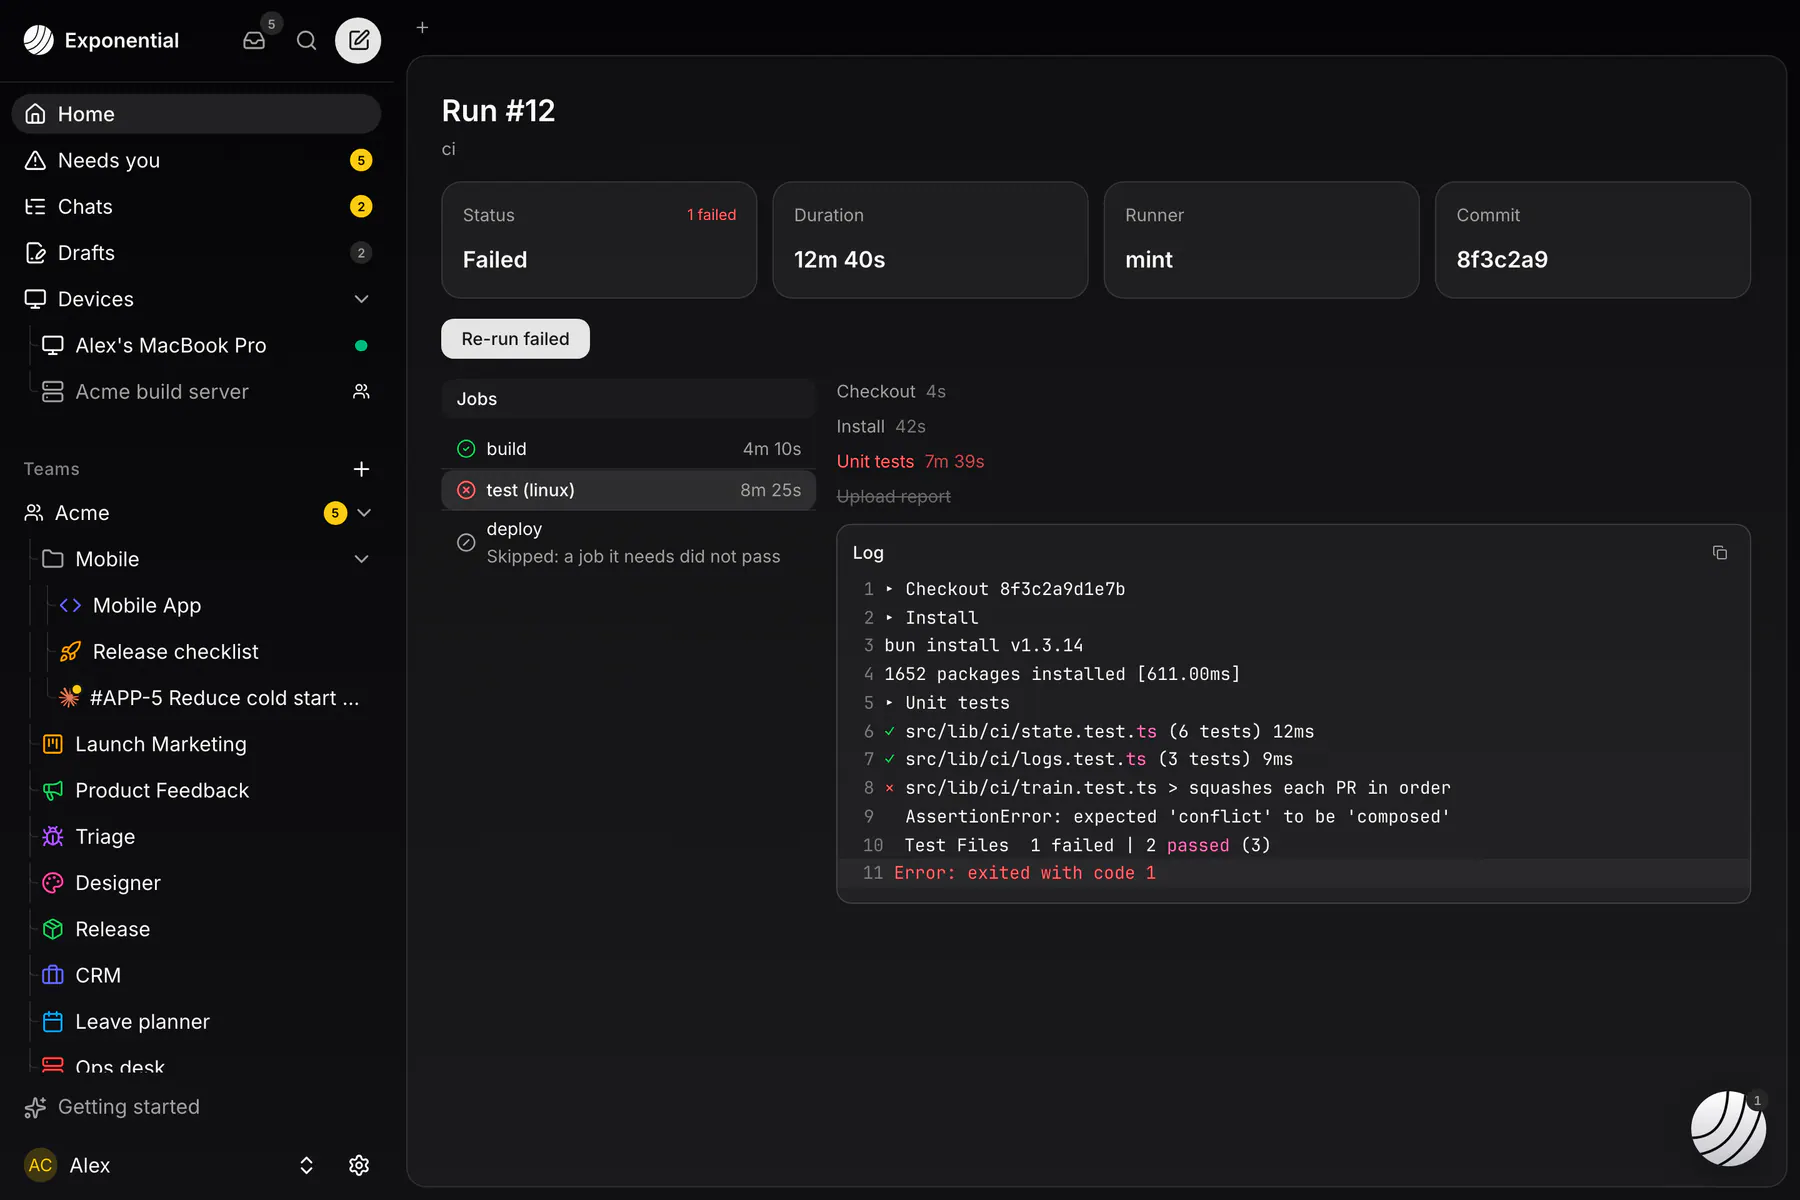 Exponential
5
Home
Needs you
5
Chats
2
Drafts
2
Devices
Alex's MacBook Pro
Acme build server
Teams
Acme
5
Mobile
Mobile App
Release checklist
#APP-5 Reduce cold start ...
Launch Marketing
Product Feedback
Triage
Designer
Release
CRM
Leave planner
Ops desk
Getting started
AC
Alex
Run #12
ci
Status
1 failed
Failed
Duration
12m 40s
Runner
mint
Commit
8f3c2a9
Re-run failed
Jobs
build 4m 10s
test (linux) 8m 25s
deploy
Skipped: a job it needs did not pass
Checkout 4s
Install 42s
Unit tests 7m 39s
Upload report
Log
1 ▸ Checkout 8f3c2a9d1e7b
2 ▸ Install
3 bun install v1.3.14
4 1652 packages installed [611.00ms]
5 ▸ Unit tests
6 ✓ src/lib/ci/state.test.ts (6 tests) 12ms
7 ✓ src/lib/ci/logs.test.ts (3 tests) 9ms
8 × src/lib/ci/train.test.ts > squashes each PR in order
9 AssertionError: expected 'conflict' to be 'composed'
10 Test Files 1 failed | 2 passed (3)
11 Error: exited with code 1
1